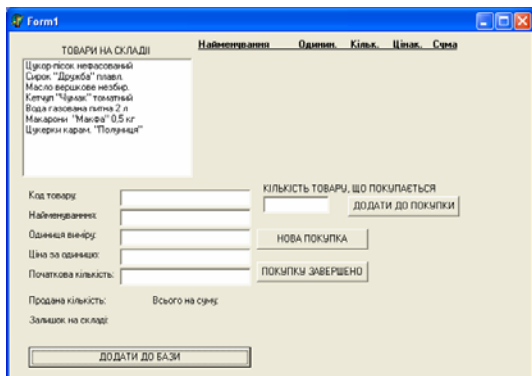 Form1
ТОВАРИ НА СКЛАДІ
Найменування Одинин. Кільк. Цінак. Сума
Цукор-пісок нефасований
Сирок "Дружба" плавл.
Масло вершкове незбир.
Кетчуп "Чумак" томатний
Вода газована питна 2 л
Макарони "Макфа" 0,5 кг
Цукерки карам. "Полуниця"
КІЛЬКІСТЬ ТОВАРУ, ЩО ПОКУПАЄТЬСЯ
Код товару:
ДОДАТИ ДО ПОКУПКИ
Найменування:
Одиниця виміру:
НОВА ПОКУПКА
Ціна за одиницю:
Початкова кількість:
ПОКУПКУ ЗАВЕРШЕНО
Продана кількість: Всього на суму:
Залишок на складі:
ДОДАТИ ДО БАЗИ